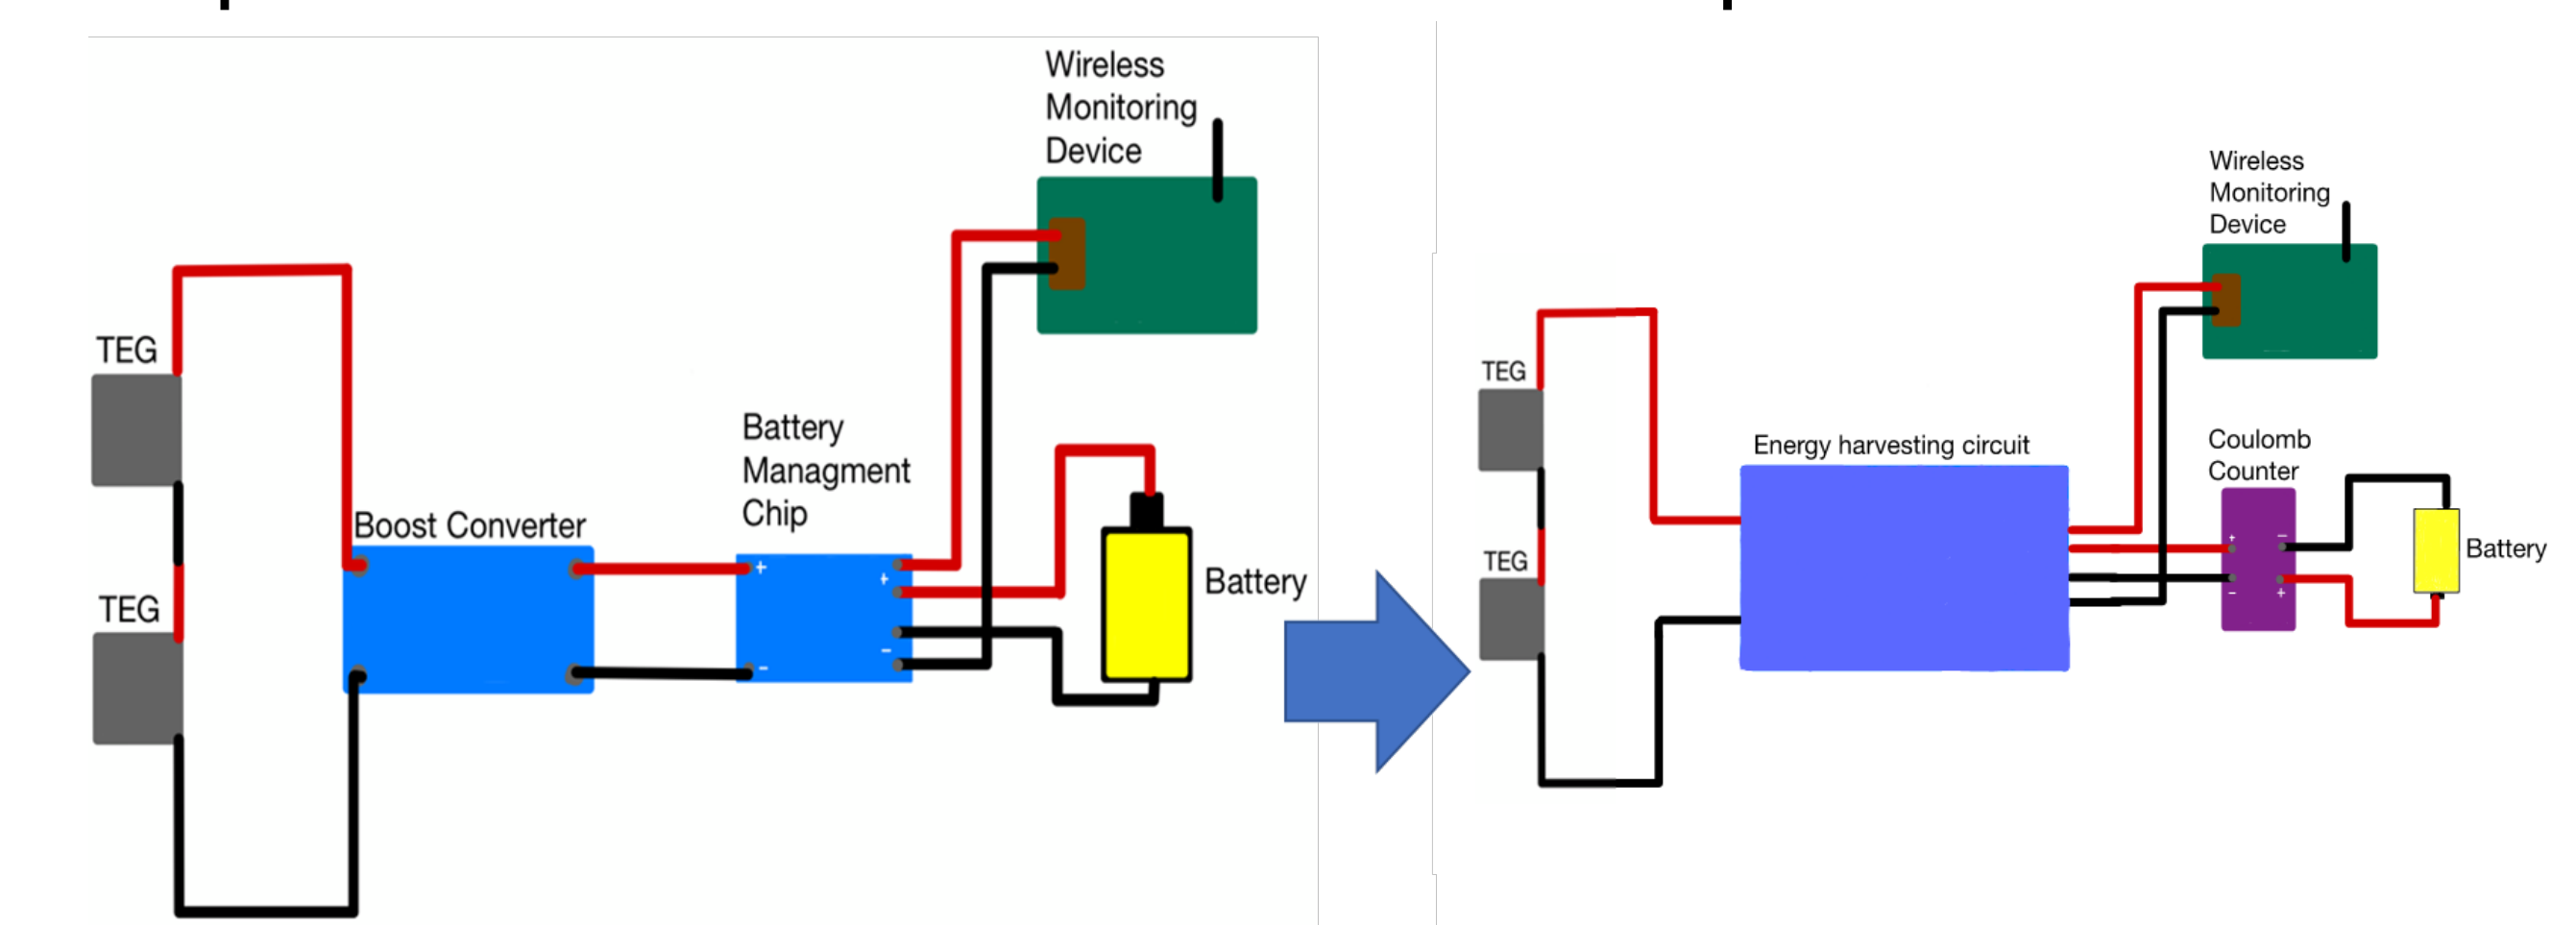 Wireless
Monitoring
Device
TEG
Boost Converter
TEG
Battery
Managment
Chip
+
-
+
-
Battery
Wireless
Monitoring
Device
TEG
TEG
Energy harvesting circuit
Coulomb
Counter
+ -
- +
Battery